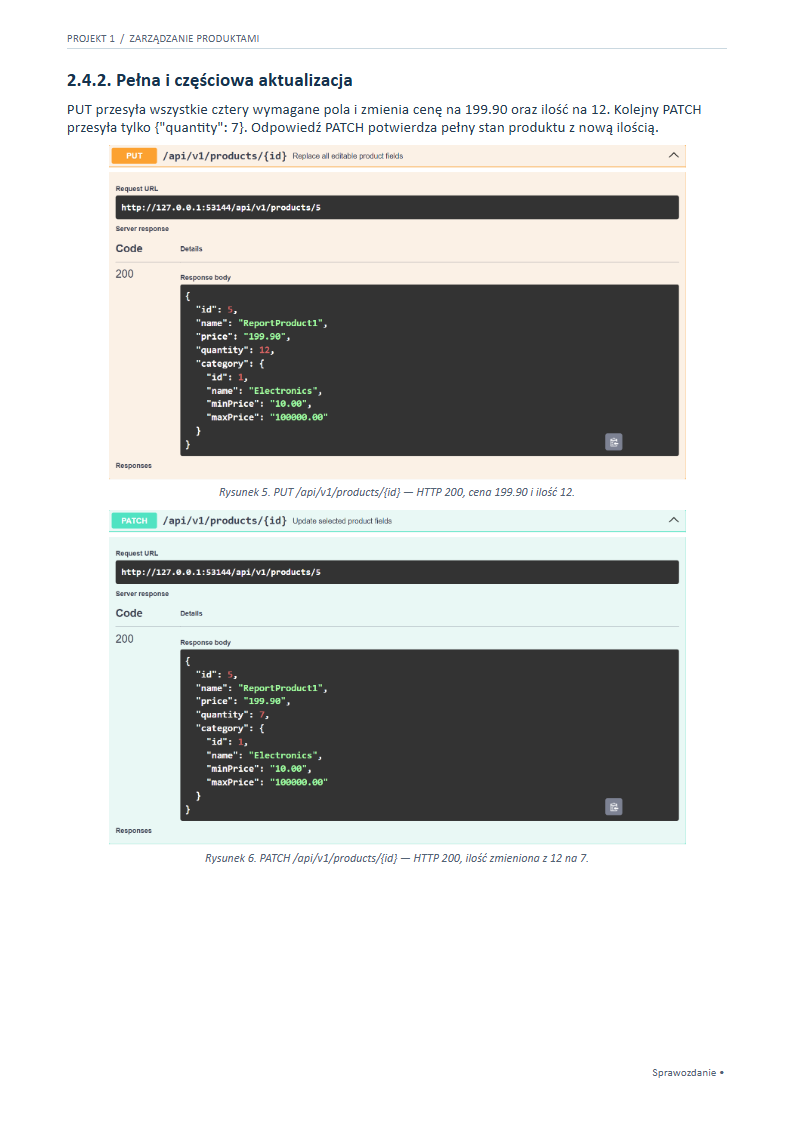 PROJEKT 1 / ZARZĄDZANIE PRODUKTAMI
2.4.2. Pełna i częściowa aktualizacja
PUT przesyła wszystkie cztery wymagane pola i zmienia cenę na 199.90 oraz ilość na 12. Kolejny PATCH
przesyła tylko {"quantity": 7}. Odpowiedź PATCH potwierdza pełny stan produktu z nową ilością.
PUT /api/v1/products/{id} Replace all editable product fields
Request URL
http://127.0.0.1:53144/api/v1/products/5
Server response
Code Details
200
Response body
{
"id": 5,
"name": "ReportProduct1",
"price": "199.90",
"quantity": 12,
"category": {
"id": 1,
"name": "Electronics",
"minPrice": "10.00",
"maxPrice": "100000.00"
}
}
Responses
Rysunek 5. PUT /api/v1/products/{id} — HTTP 200, cena 199.90 i ilość 12.
PATCH /api/v1/products/{id} Update selected product fields
Request URL
http://127.0.0.1:53144/api/v1/products/5
Server response
Code Details
200
Response body
{
"id": 5,
"name": "ReportProduct1",
"price": "199.90",
"quantity": 7,
"category": {
"id": 1,
"name": "Electronics",
"minPrice": "10.00",
"maxPrice": "100000.00"
}
}
Responses
Rysunek 6. PATCH /api/v1/products/{id} — HTTP 200, ilość zmieniona z 12 na 7.
Sprawozdanie •